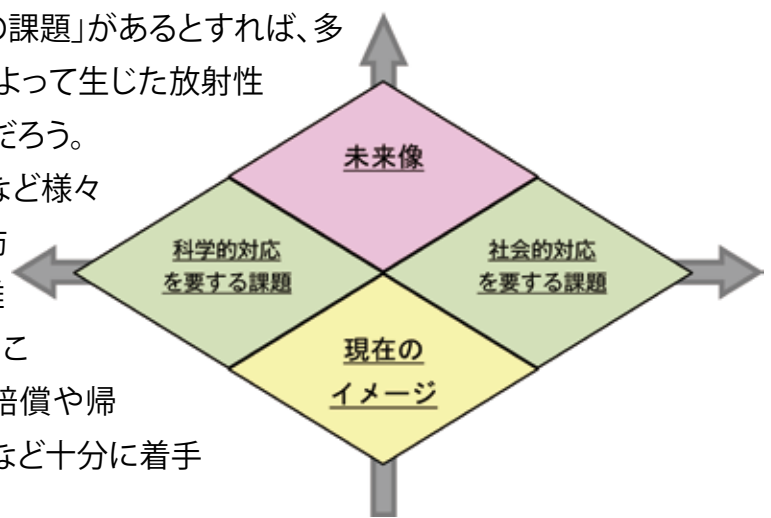 の課題」があるとすれば、多
よって生じた放射性
だろう。
など様々
こ
賠償や帰
など十分に着手
未来像
科学的対応
を要する課題
社会的対応
を要する課題
現在の
イメージ